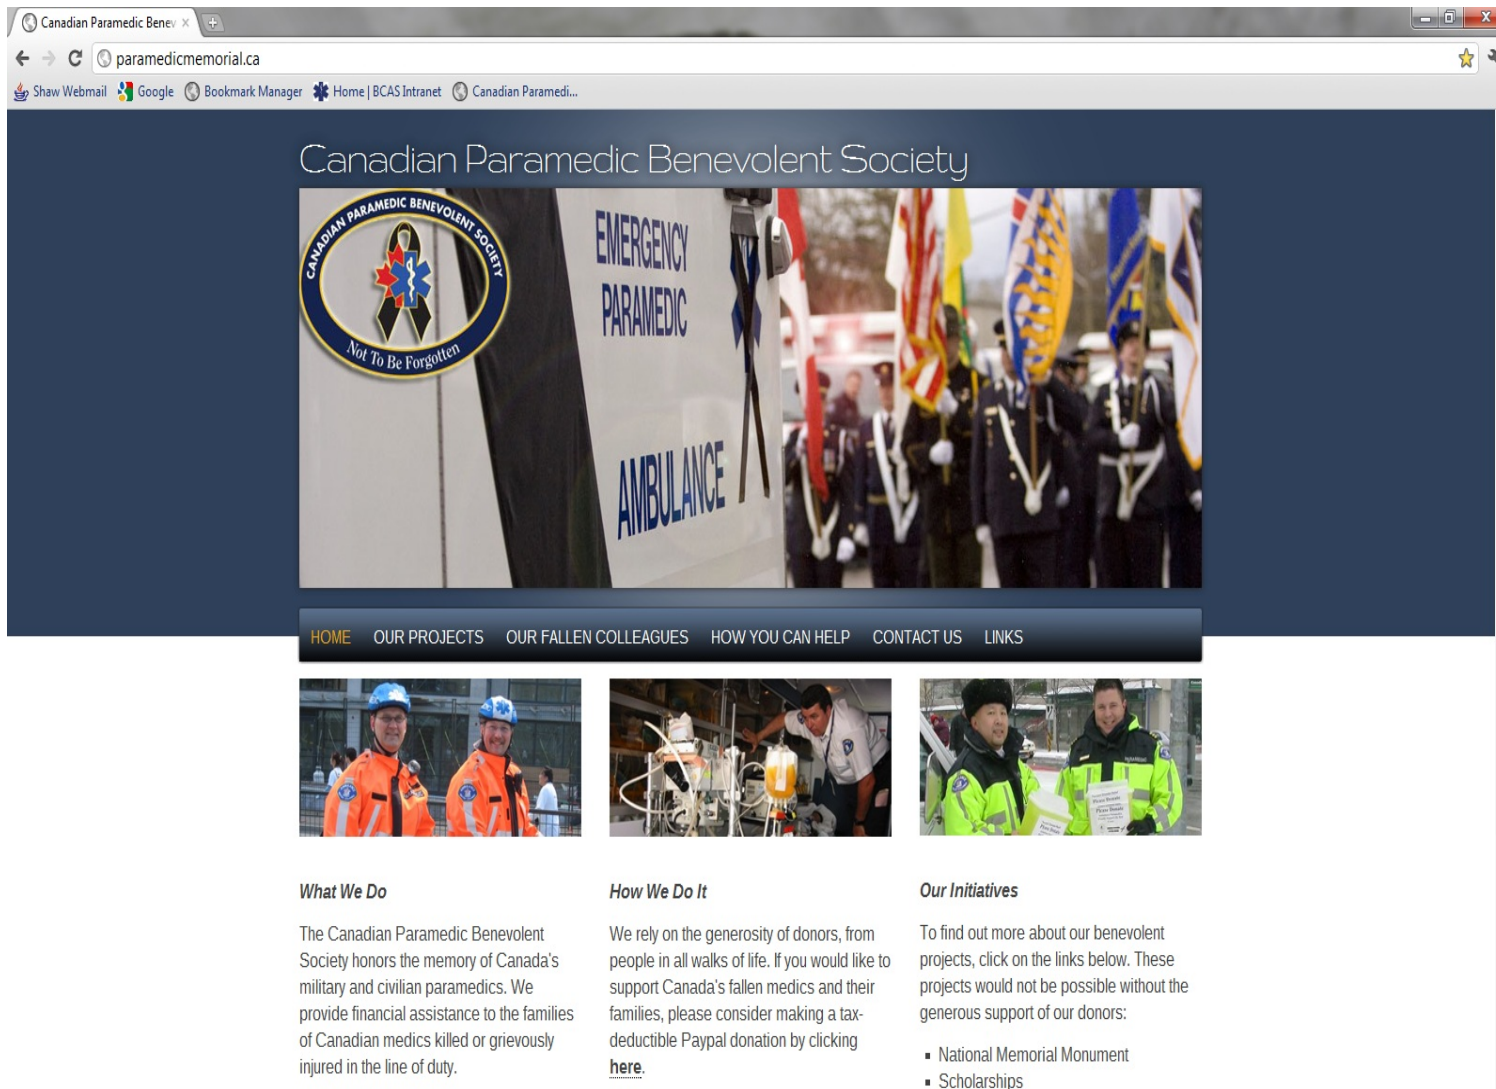 Canadian Paramedic Benev
paramedicmemorial.ca
Shaw Webmail Google Bookmark Manager Home | BCAS Intranet Canadian Paramedi...
Canadian Paramedic Benevolent Society
CANADIAN PARAMEDIC BENEVOLENT SOCIETY
Not To Be Forgotten
EMERGENCY
PARAMEDIC
AMBULANCE
HOME OUR PROJECTS OUR FALLEN COLLEAGUES HOW YOU CAN HELP CONTACT US LINKS
Please Donate
Please Donate
What We Do
The Canadian Paramedic Benevolent
Society honors the memory of Canada's
military and civilian paramedics. We
provide financial assistance to the families
of Canadian medics killed or grievously
injured in the line of duty.
How We Do It
We rely on the generosity of donors, from
people in all walks of life. If you would like to
support Canada's fallen medics and their
families, please consider making a tax-
deductible Paypal donation by clicking
here.
Our Initiatives
To find out more about our benevolent
projects, click on the links below. These
projects would not be possible without the
generous support of our donors:
▪ National Memorial Monument
▪ Scholarships